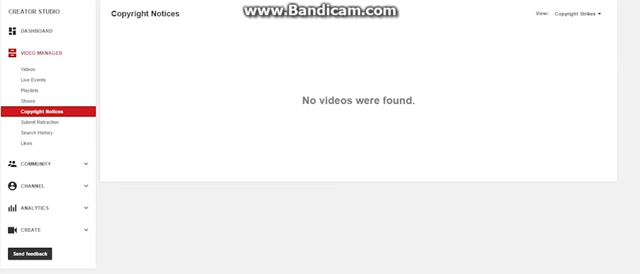 www.Bandicam.com
CREATOR STUDIO
DASHBOARD
VIDEO MANAGER
Videos
Live Events
Playlists
Shows
Copyright Notices
Submit Retraction
Search History
Likes
COMMUNITY
CHANNEL
ANALYTICS
CREATE
Send feedback
Copyright Notices
View: Copyright Strikes
No videos were found.